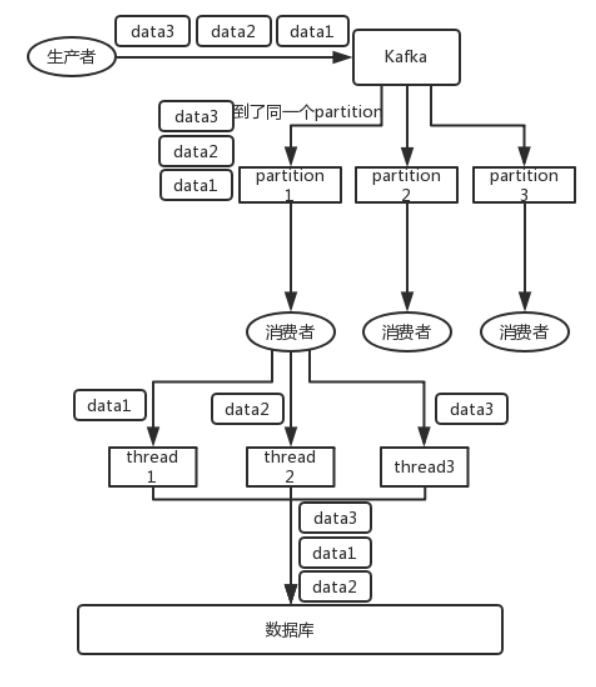 data3 data2 data1
生产者
Kafka
data3
到了同一个partition
data2
data1
partition
1
partition
2
partition
3
消费者
消费者
消费者
data1
data2
data3
thread
1
thread
2
thread3
data3
data1
data2
数据库